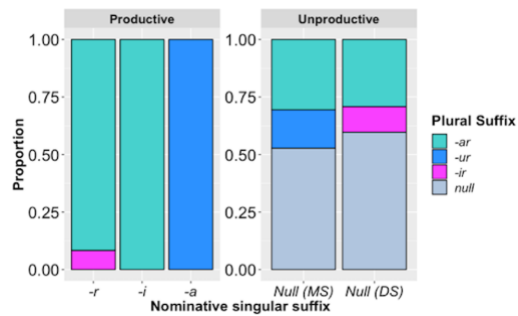 Productive
Unproductive
1.00
0.75
0.50
0.25
0.00
1.00
0.75
0.50
0.25
0.00
Proportion
-r
-i
-a
Null (MS)
Null (DS)
Nominative singular suffix
Plural Suffix
-ar
-ur
-ir
null